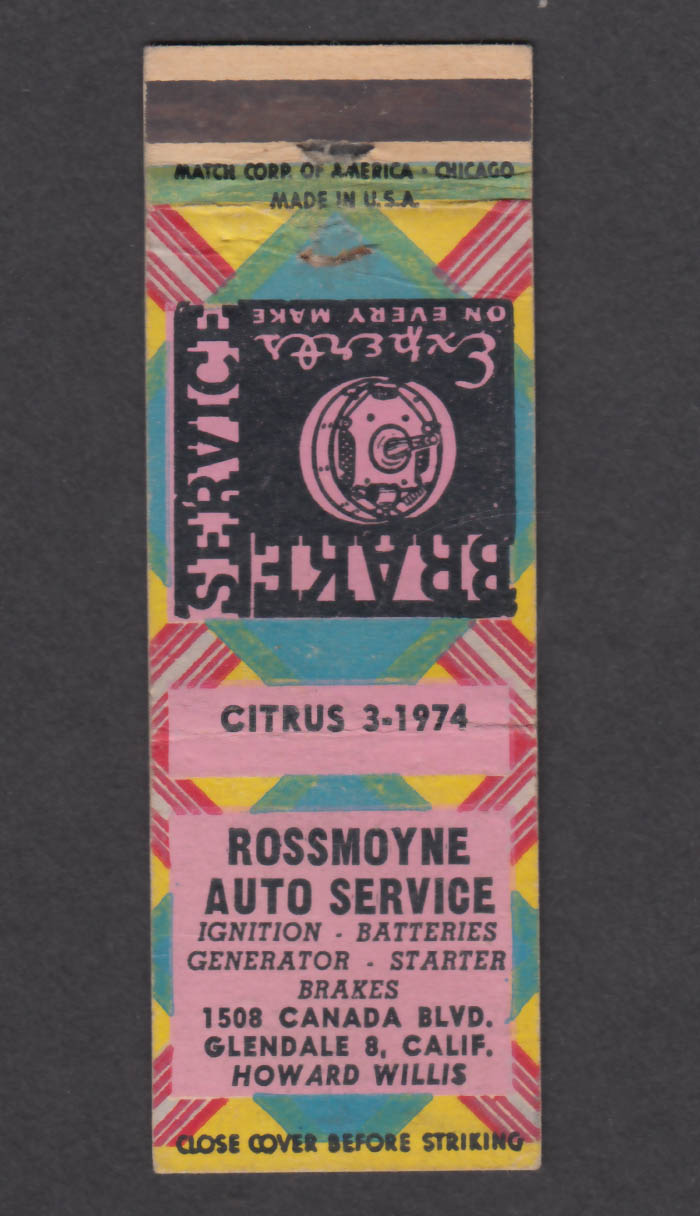 MATCH CORP. OF AMERICA · CHICAGO
MADE IN U.S.A.
BRAKE
SERVICE
Experts
ON EVERY MAKE
CITRUS 3-1974
ROSSMOYNE
AUTO SERVICE
IGNITION - BATTERIES
GENERATOR - STARTER
BRAKES
1508 CANADA BLVD.
GLENDALE 8, CALIF.
HOWARD WILLIS
CLOSE COVER BEFORE STRIKING